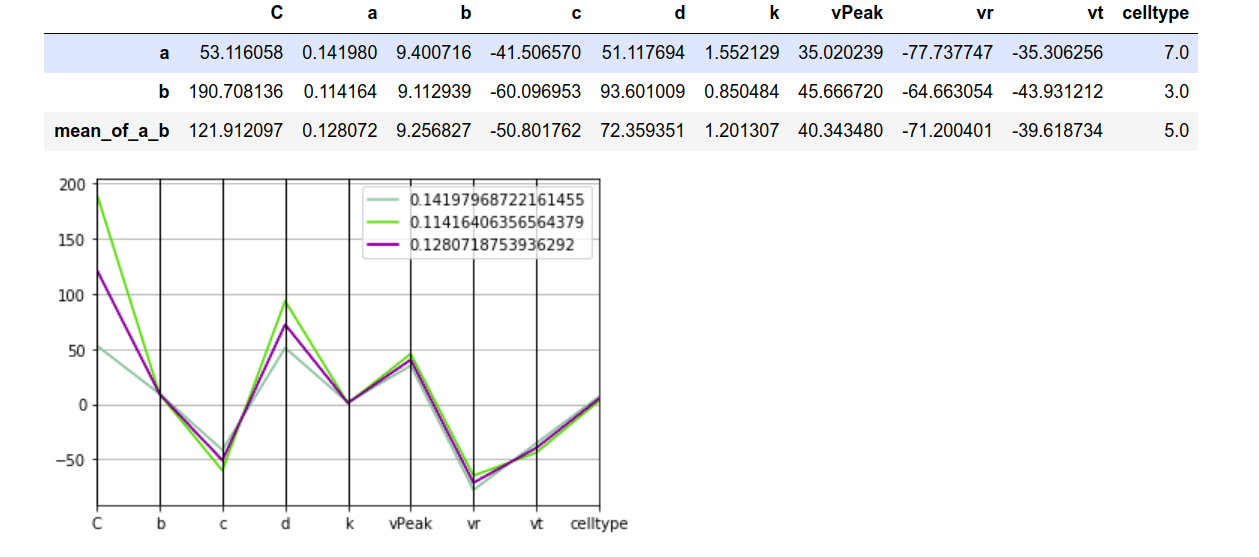 C a b c d k vPeak vr vt celltype
a 53.116058 0.141980 9.400716 -41.506570 51.117694 1.552129 35.020239 -77.737747 -35.306256 7.0
b 190.708136 0.114164 9.112939 -60.096953 93.601009 0.850484 45.666720 -64.663054 -43.931212 3.0
mean_of_a_b 121.912097 0.128072 9.256827 -50.801762 72.359351 1.201307 40.343480 -71.200401 -39.618734 5.0
200
150
100
50
0
−50
0.14197968722161455
0.11416406356564379
0.1280718753936292
C b c d k vPeak vr vt celltype